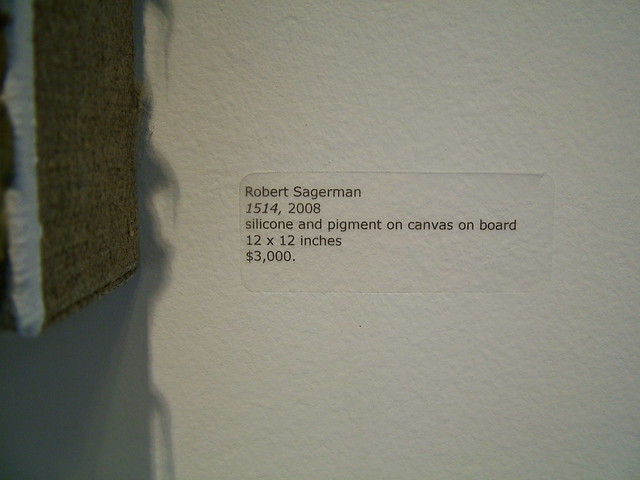 Robert Sagerman
1514, 2008
silicone and pigment on canvas on board
12 x 12 inches
$3,000.